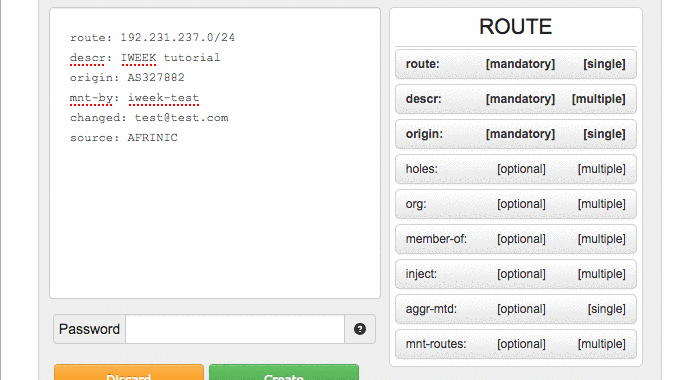 route: 192.231.237.0/24
descr: IWEEK tutorial
origin: AS327882
mnt-by: iweek-test
changed: test@test.com
source: AFRINIC
Password
Discard
Create
ROUTE
route: [mandatory] [single]
descr: [mandatory] [multiple]
origin: [mandatory] [single]
holes: [optional] [multiple]
org: [optional] [multiple]
member-of: [optional] [multiple]
inject: [optional] [multiple]
aggr-mtd: [optional] [single]
mnt-routes: [optional] [multiple]